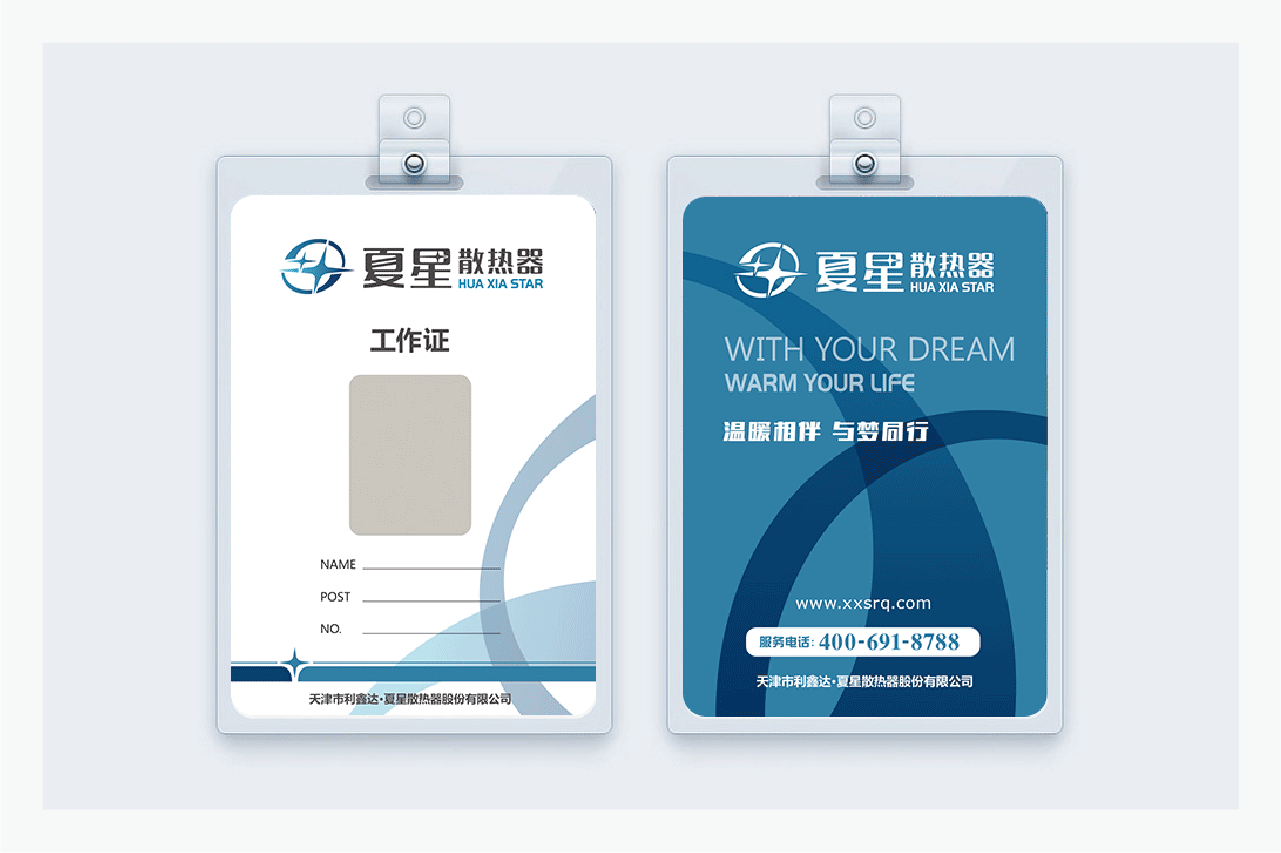 夏星散热器
HUA XIA STAR
工作证
NAME
POST
NO.
天津市利鑫达·夏星散热器股份有限公司
夏星散热器
HUA XIA STAR
WITH YOUR DREAM
WARM YOUR LIFE
温暖相伴 与梦同行
www.xxsrq.com
服务电话：400-691-8788
天津市利鑫达·夏星散热器股份有限公司